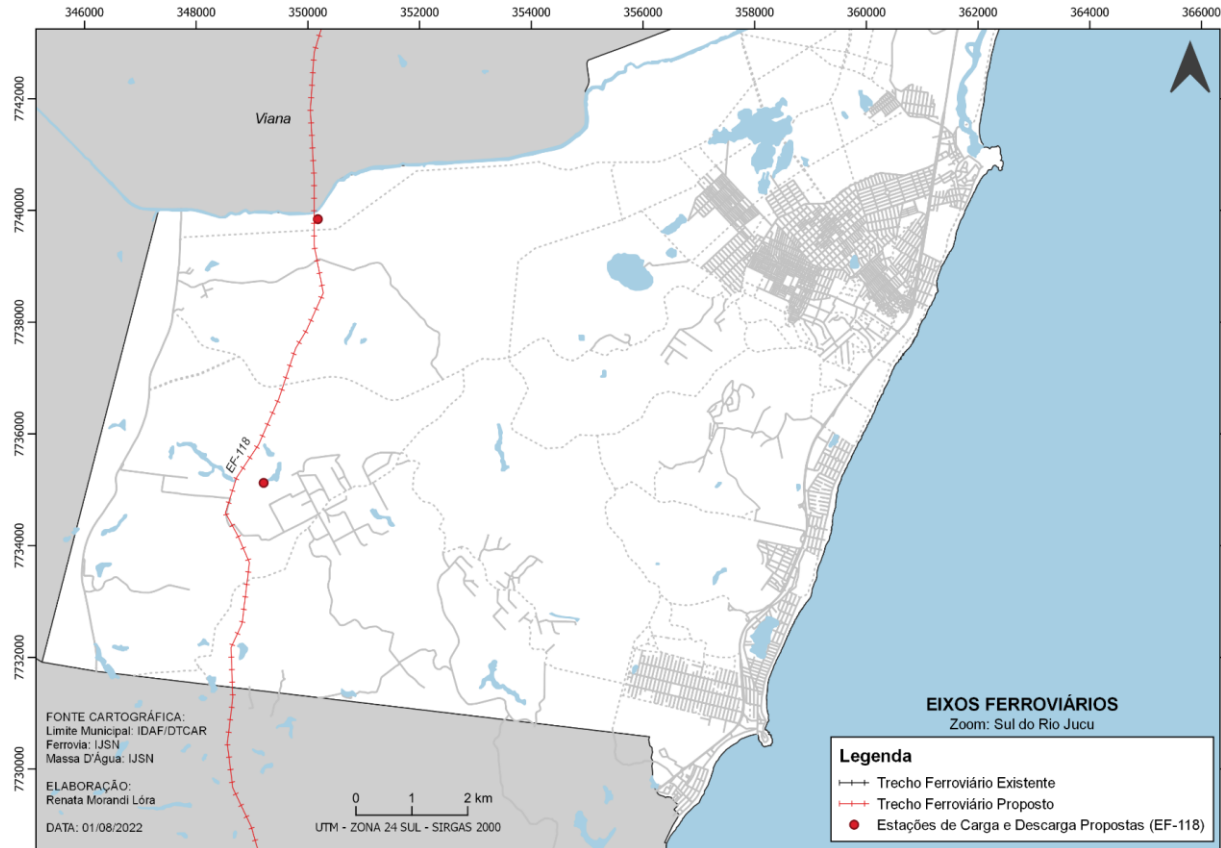 346000 348000 350000 352000 354000 356000 358000 360000 362000 364000 366000
7742000
Viana
7740000
7738000
7736000
EF-118
7734000
7732000
7730000
FONTE CARTOGRÁFICA:
Limite Municipal: IDAF/DTCAR
Ferrovia: IJSN
Massa D'Água: IJSN
ELABORAÇÃO:
Renata Morandi Lóra
DATA: 01/08/2022
0 1 2 km
UTM - ZONA 24 SUL - SIRGAS 2000
EIXOS FERROVIÁRIOS
Zoom: Sul do Rio Jucu
Legenda
Trecho Ferroviário Existente
Trecho Ferroviário Proposto
Estações de Carga e Descarga Propostas (EF-118)